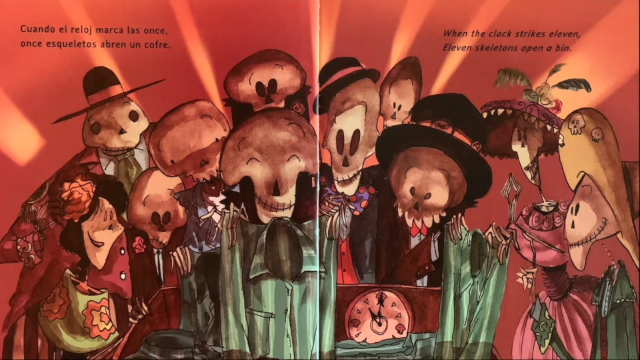 Cuando el reloj marca las once,
once esqueletos abren un cofre.
When the clock strikes eleven,
Eleven skeletons open a bin.